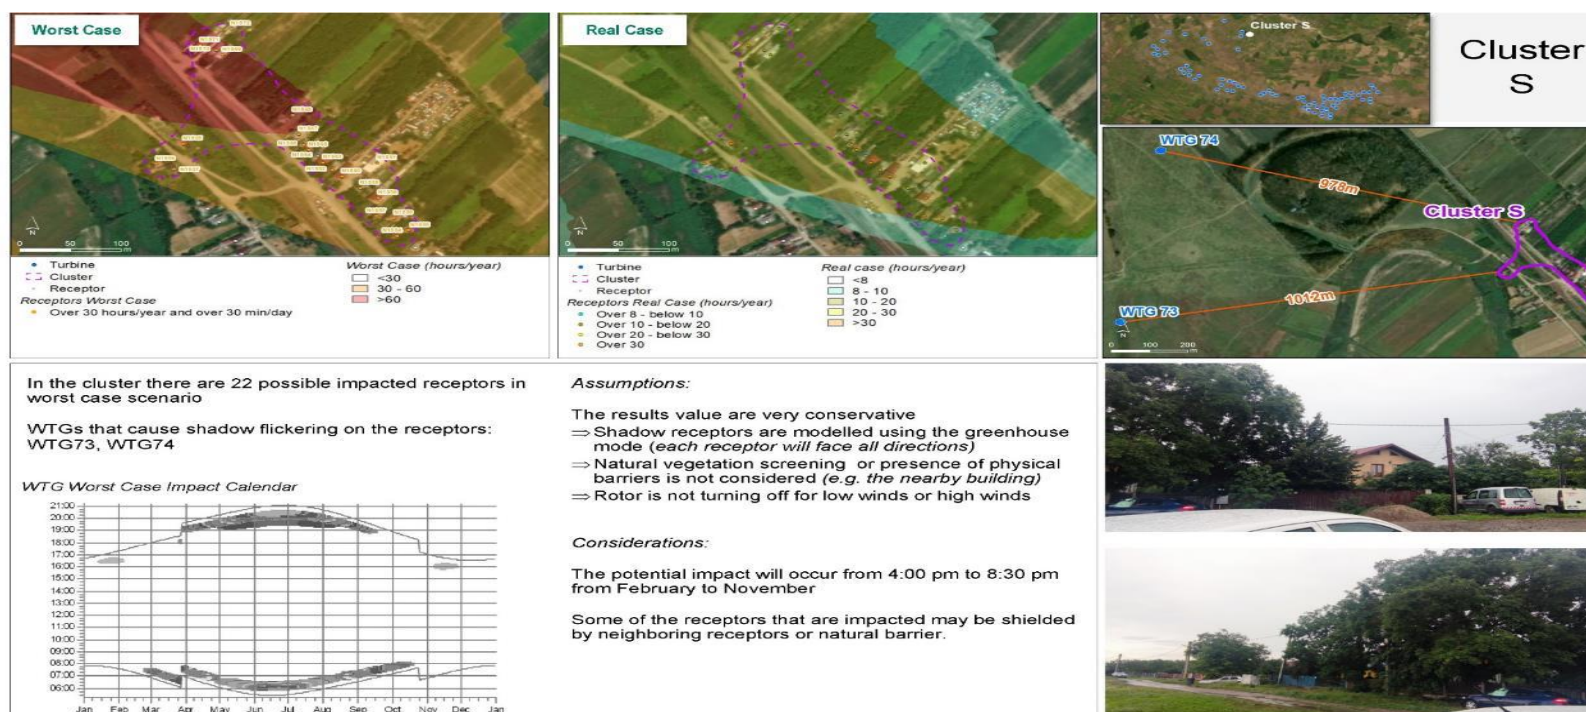 Worst Case
Real Case
Cluster S
Cluster
S
WTG 74
978m
Cluster S
1012m
WTG 73
N
0 50 100
m
N
0 50 100
m
N
0 100 200
m
Turbine
Cluster
Receptor
Receptors Worst Case
Over 30 hours/year and over 30 min/day
Worst Case (hours/year)
<30
30 - 60
>60
Turbine
Cluster
Receptor
Receptors Real Case (hours/year)
Over 8 - below 10
Over 10 - below 20
Over 20 - below 30
Over 30
Real case (hours/year)
<8
8 - 10
10 - 20
20 - 30
>30
In the cluster there are 22 possible impacted receptors in
worst case scenario
WTGs that cause shadow flickering on the receptors:
WTG73, WTG74
WTG Worst Case Impact Calendar
21:00
20:00
19:00
18:00
17:00
16:00
15:00
14:00
13:00
12:00
11:00
10:00
09:00
08:00
07:00
06:00
Jan Feb Mar Apr May Jun Jul Aug Sep Oct Nov Dec Jan
Assumptions:
The results value are very conservative
⇒ Shadow receptors are modelled using the greenhouse
mode (each receptor will face all directions)
⇒ Natural vegetation screening or presence of physical
barriers is not considered (e.g. the nearby building)
⇒ Rotor is not turning off for low winds or high winds
Considerations:
The potential impact will occur from 4:00 pm to 8:30 pm
from February to November
Some of the receptors that are impacted may be shielded
by neighboring receptors or natural barrier.